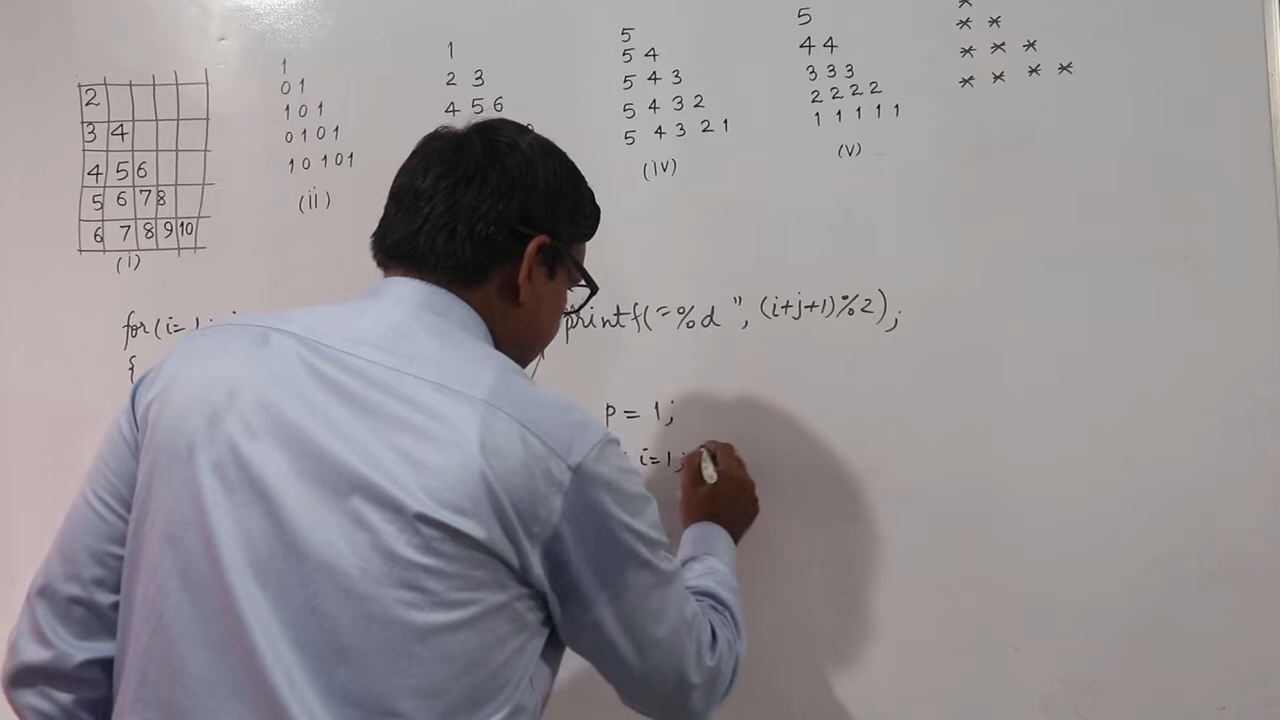 2
3 4
4 5 6
5 6 7 8
6 7 8 9 10
(i)
1
0 1
1 0 1
0 1 0 1
1 0 1 0 1
(ii)
1
2 3
4 5 6
5
5 4
5 4 3
5 4 3 2
5 4 3 2 1
(iv)
5
4 4
3 3 3
2 2 2 2
1 1 1 1 1
(v)
*
* *
* * *
* * * *
for(i=1;
{
printf("%d", (i+j+1)%2);
p = 1;
i=1;